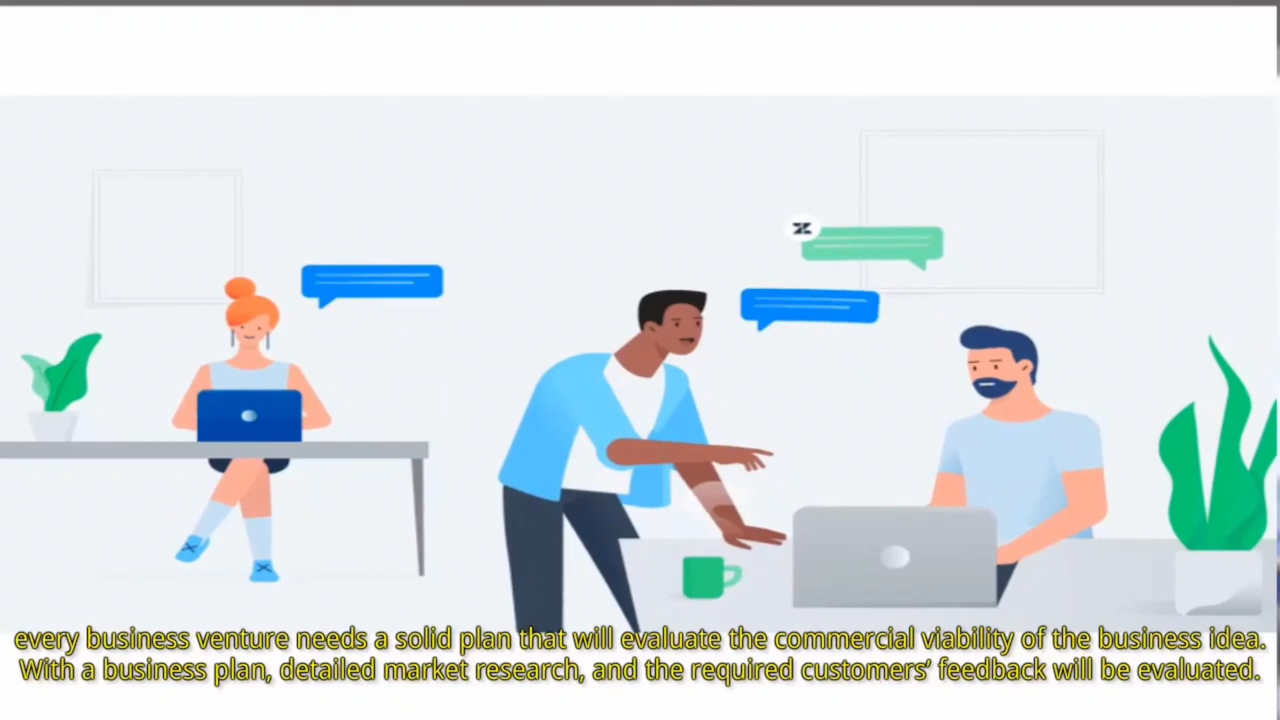 every business venture needs a solid plan that will evaluate the commercial viability of the business idea.
With a business plan, detailed market research, and the required customers’ feedback will be evaluated.